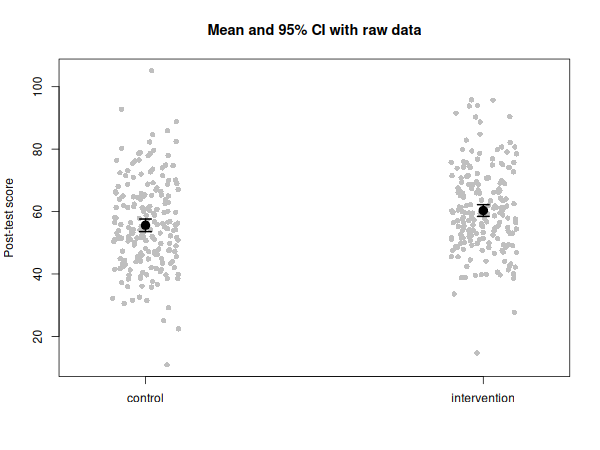 Mean and 95% CI with raw data
Post-test score
100
80
60
40
20
control
intervention